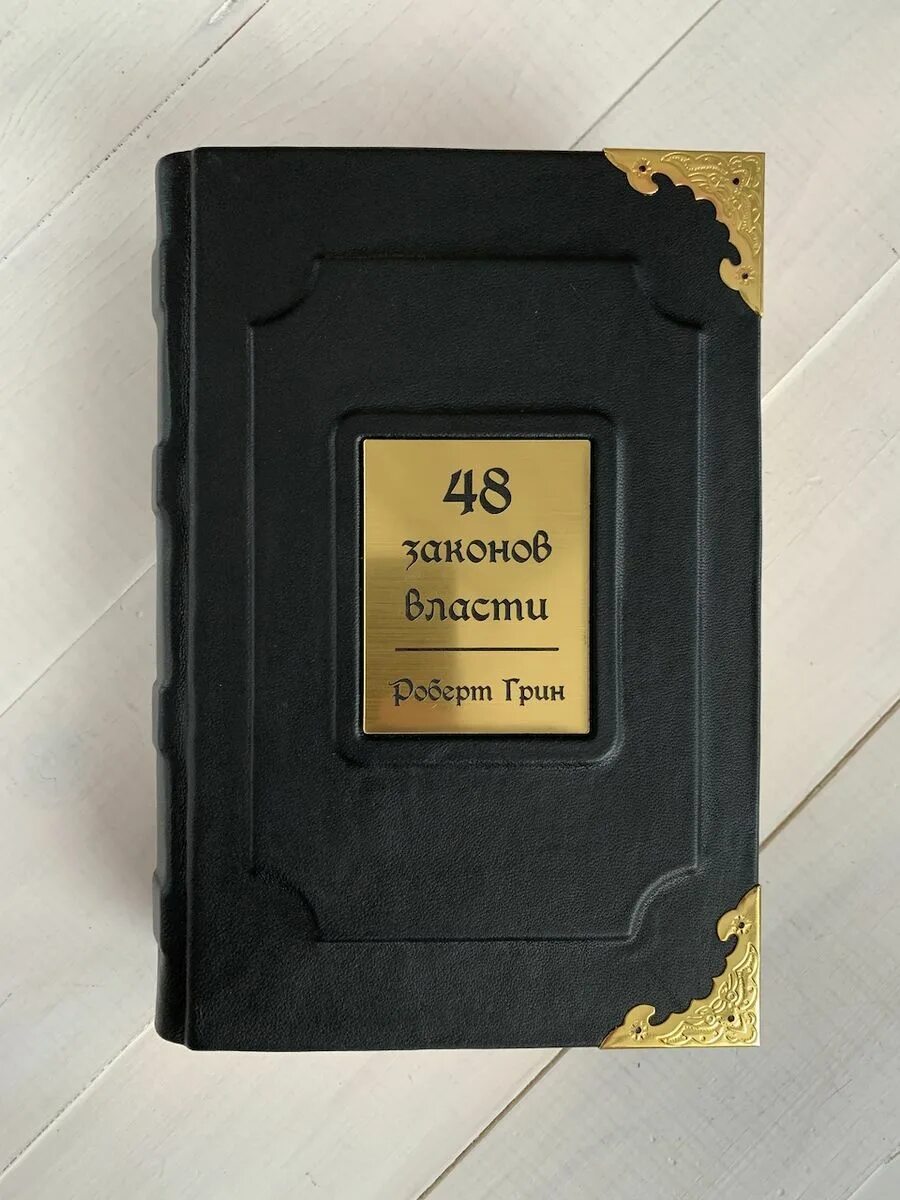 48
законов
власти
Роберт Грин